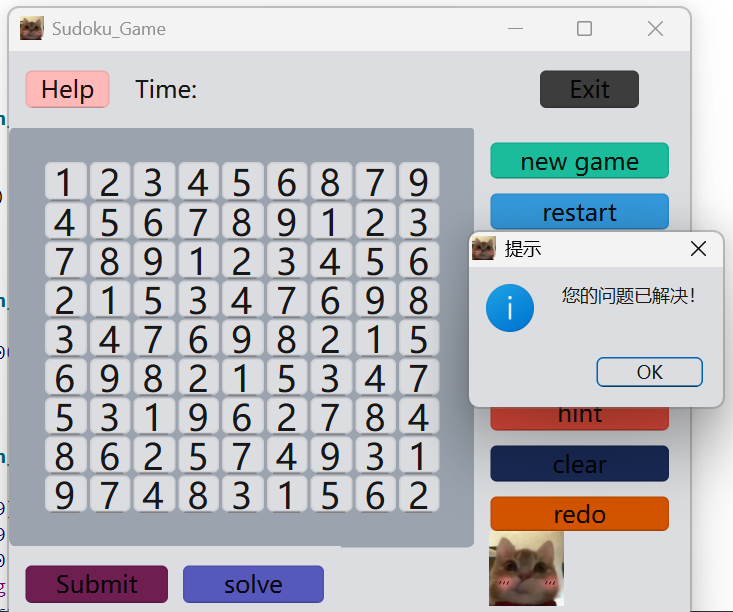 Sudoku_Game
Help
Time:
Exit
1 2 3 4 5 6 8 7 9
4 5 6 7 8 9 1 2 3
7 8 9 1 2 3 4 5 6
2 1 5 3 4 7 6 9 8
3 4 7 6 9 8 2 1 5
6 9 8 2 1 5 3 4 7
5 3 1 9 6 2 7 8 4
8 6 2 5 7 4 9 3 1
9 7 4 8 3 1 5 6 2
new game
restart
提示
您的问题已解决!
OK
hint
clear
redo
Submit
solve